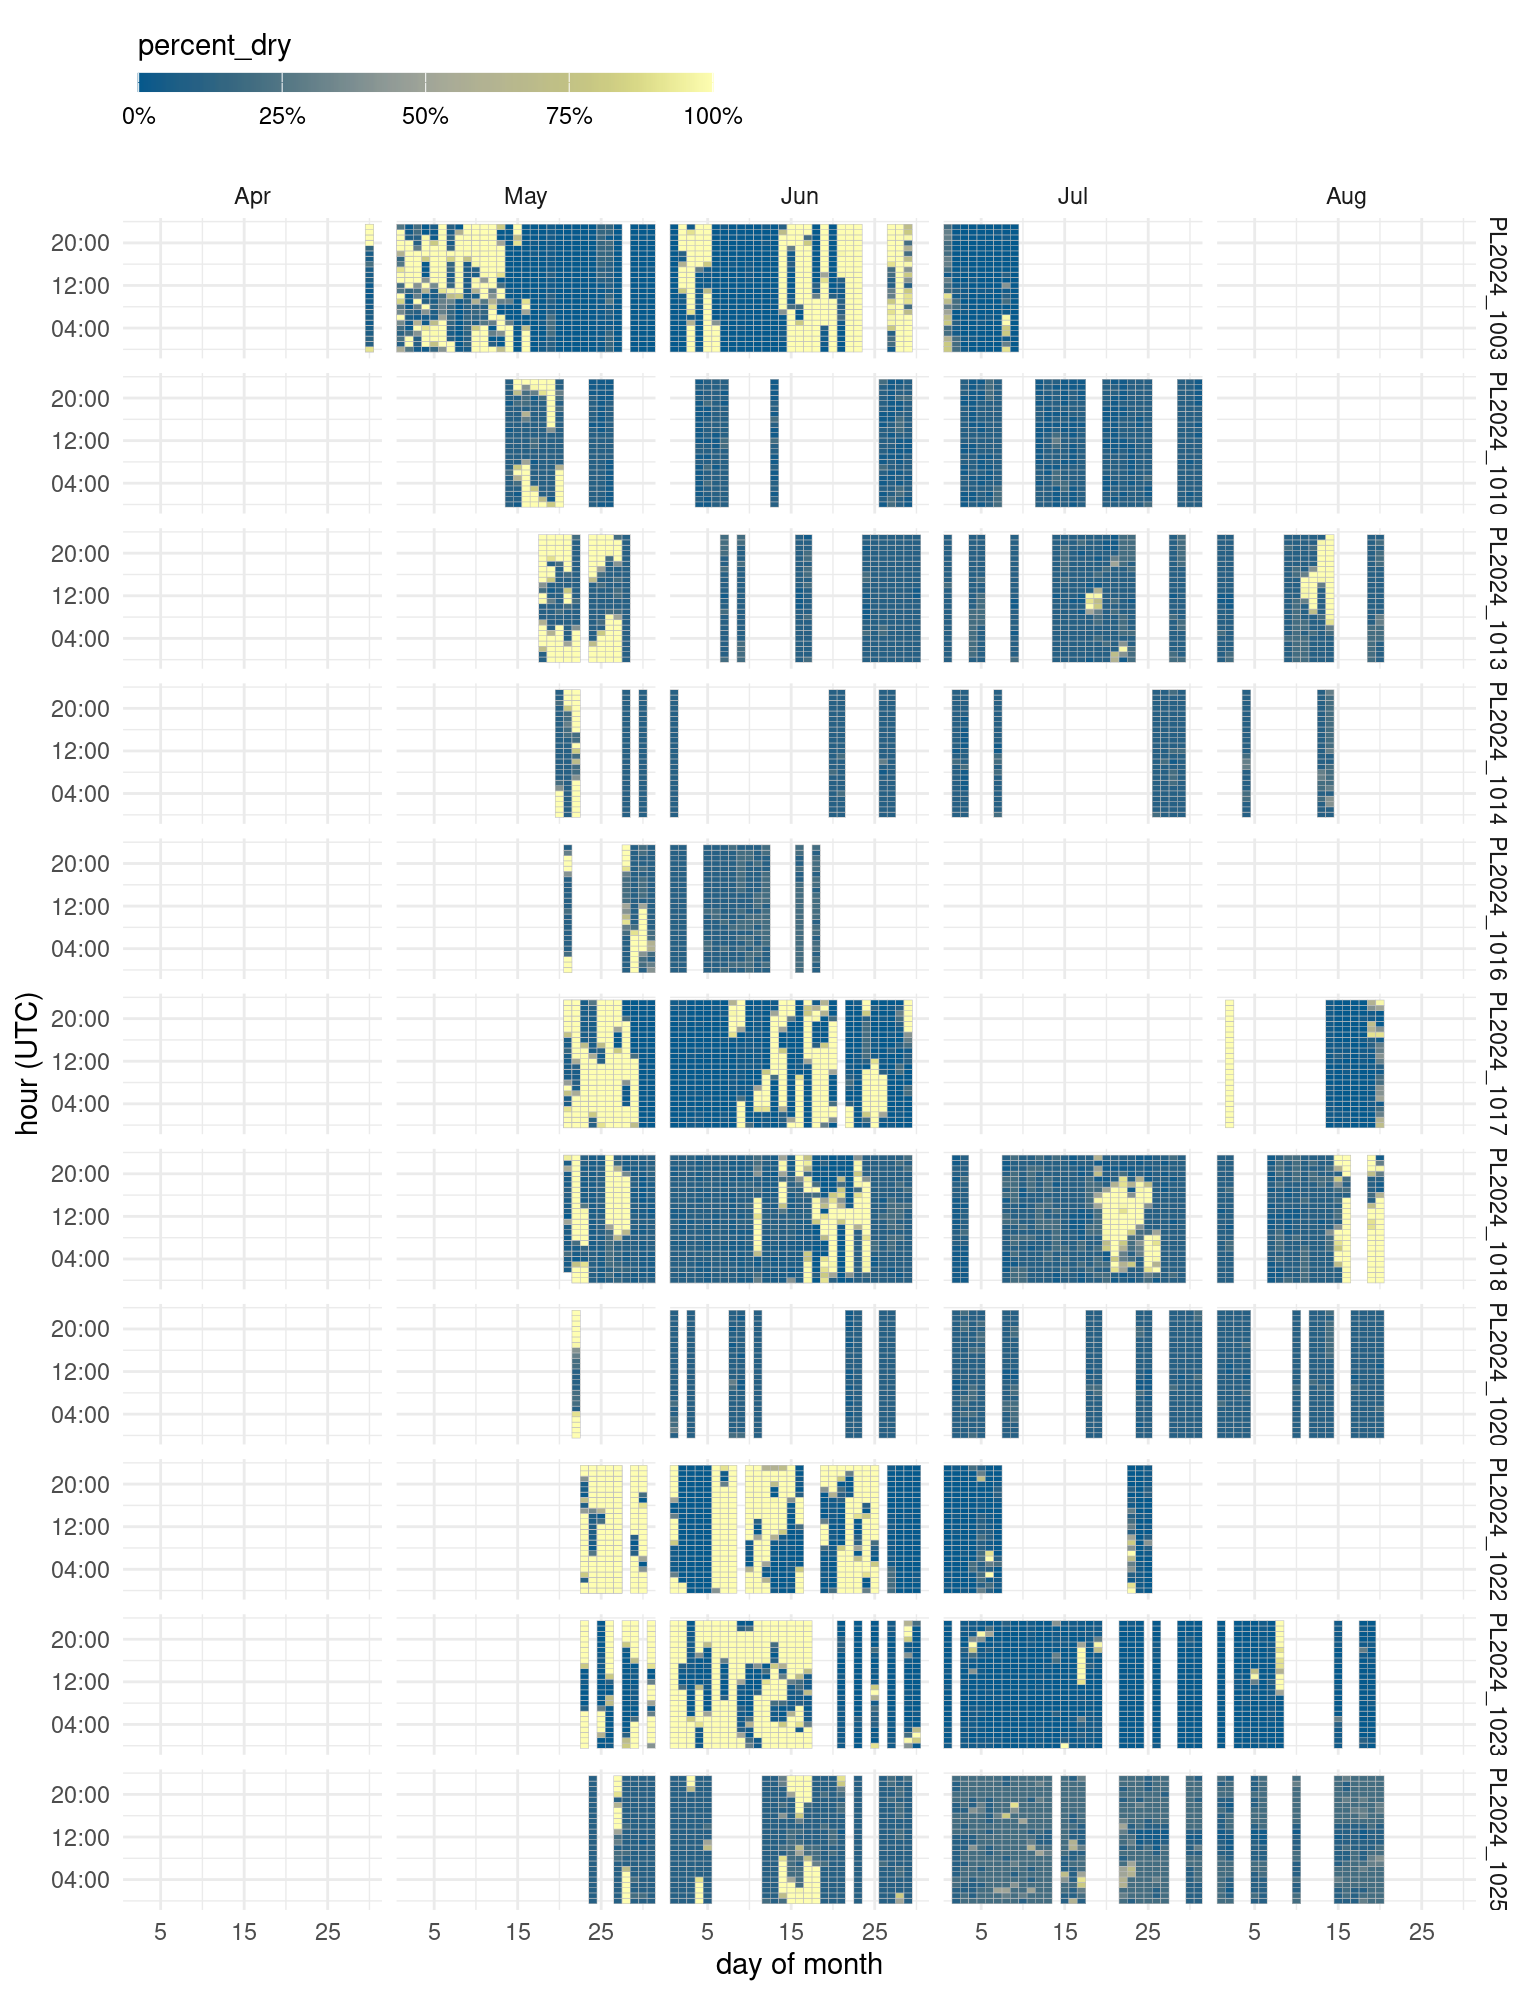 percent_dry
0% 25% 50% 75% 100%
Apr May Jun Jul Aug
20:00
12:00
04:00
PL2024_1003
20:00
12:00
04:00
PL2024_1010
20:00
12:00
04:00
PL2024_1013
20:00
12:00
04:00
PL2024_1014
20:00
12:00
04:00
PL2024_1016
hour (UTC)
20:00
12:00
04:00
PL2024_1017
20:00
12:00
04:00
PL2024_1018
20:00
12:00
04:00
PL2024_1020
20:00
12:00
04:00
PL2024_1022
20:00
12:00
04:00
PL2024_1023
20:00
12:00
04:00
PL2024_1025
5 15 25 5 15 25 5 15 25 5 15 25 5 15 25
day of month